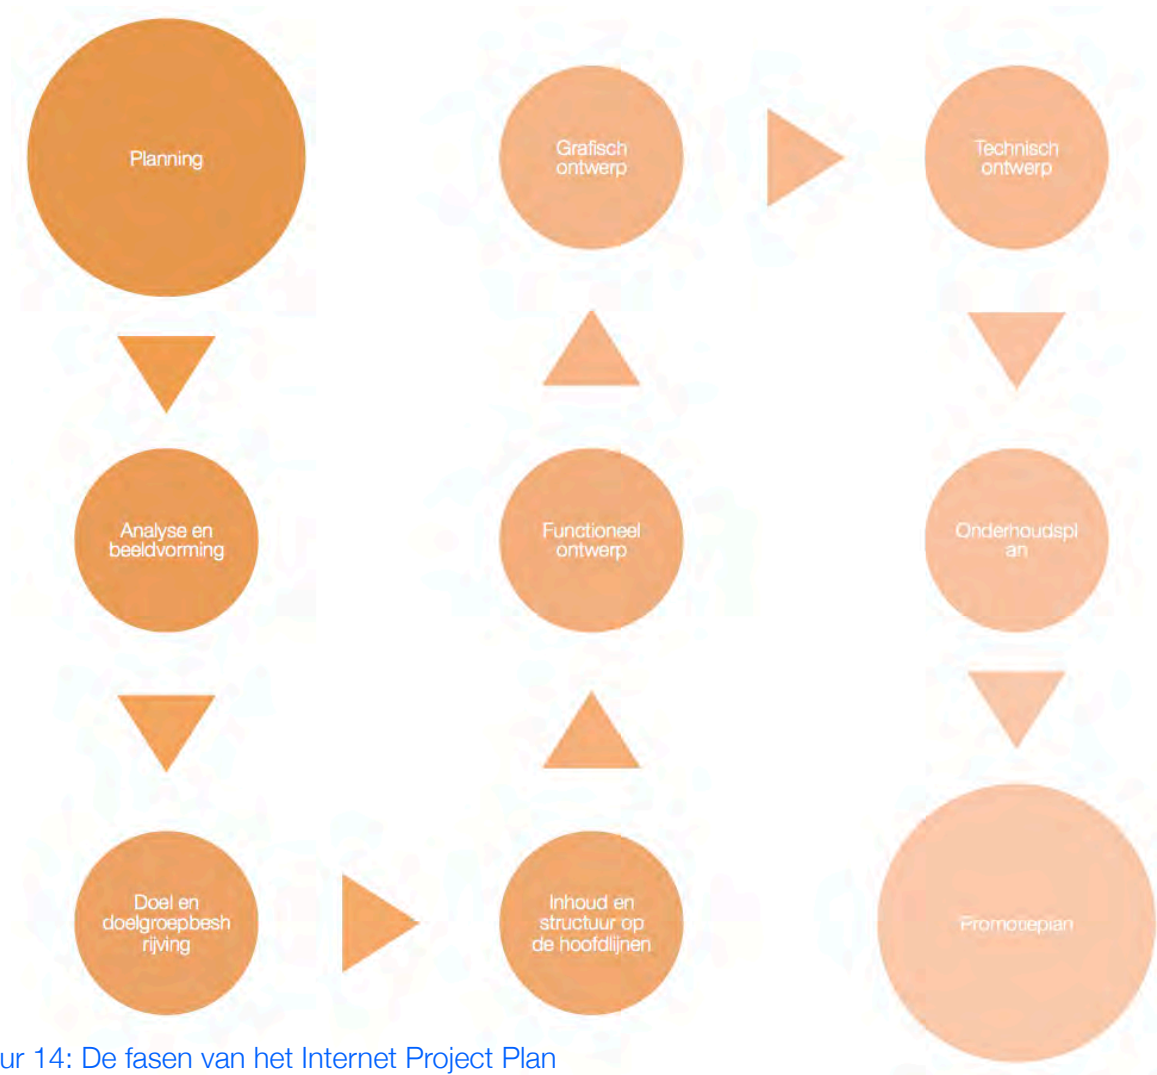 Planning
Analyse en
beeldvorming
Doel en
doelgroepbesh
rijving
Inhoud en
structuur op
de hoofdlijnen
Functioneel
ontwerp
Grafisch
ontwerp
Technisch
ontwerp
Onderhoudspl
an
Promotieplan
ur 14: De fasen van het Internet Project Plan